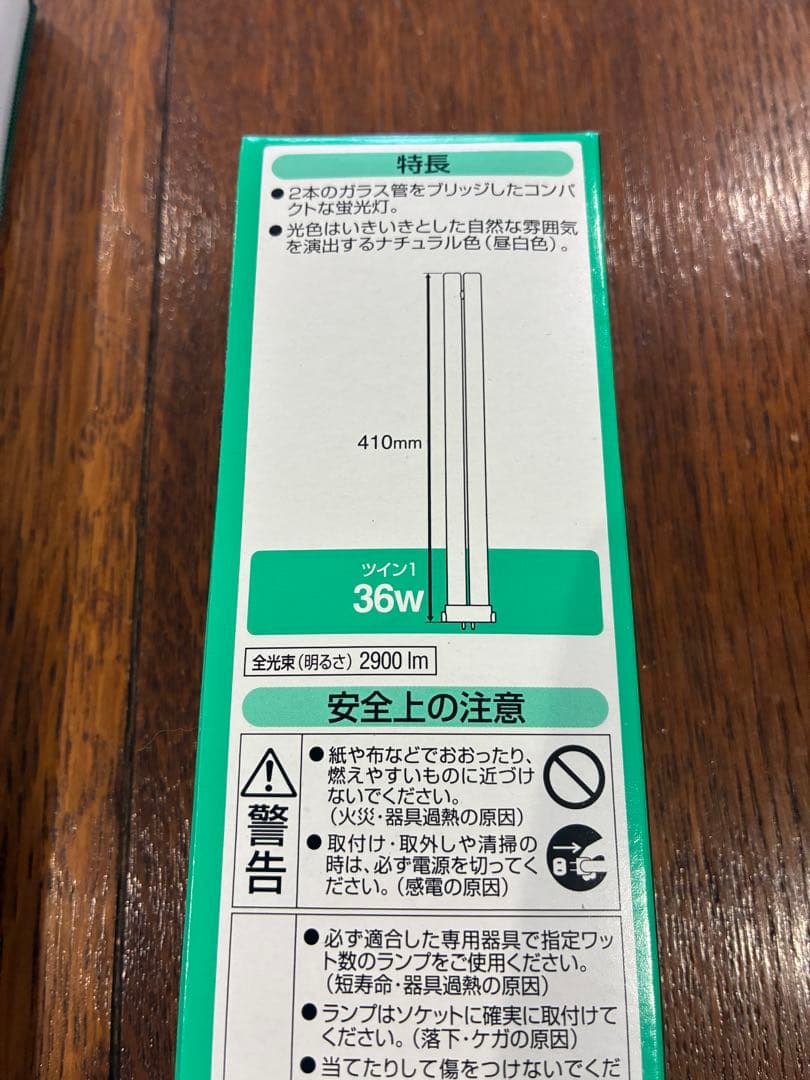 特長
●2本のガラス管をブリッジしたコンパ
クトな蛍光灯。
●光色はいきいきとした自然な雰囲気
を演出するナチュラル色(昼白色)。
410mm
ツイン1
36w
全光束(明るさ) 2900 lm
安全上の注意
警告
●紙や布などでおおったり、
燃えやすいものに近づけ
ないでください。
(火災・器具過熱の原因)
●取付け・取外しや清掃の
時は、必ず電源を切ってく
ださい。(感電の原因)
●必ず適合した専用器具で指定ワッ
ト数のランプをご使用ください。
(短寿命・器具過熱の原因)
●ランプはソケットに確実に取付けて
ください。(落下・ケガの原因)
●当てたりして傷をつけないでくだ